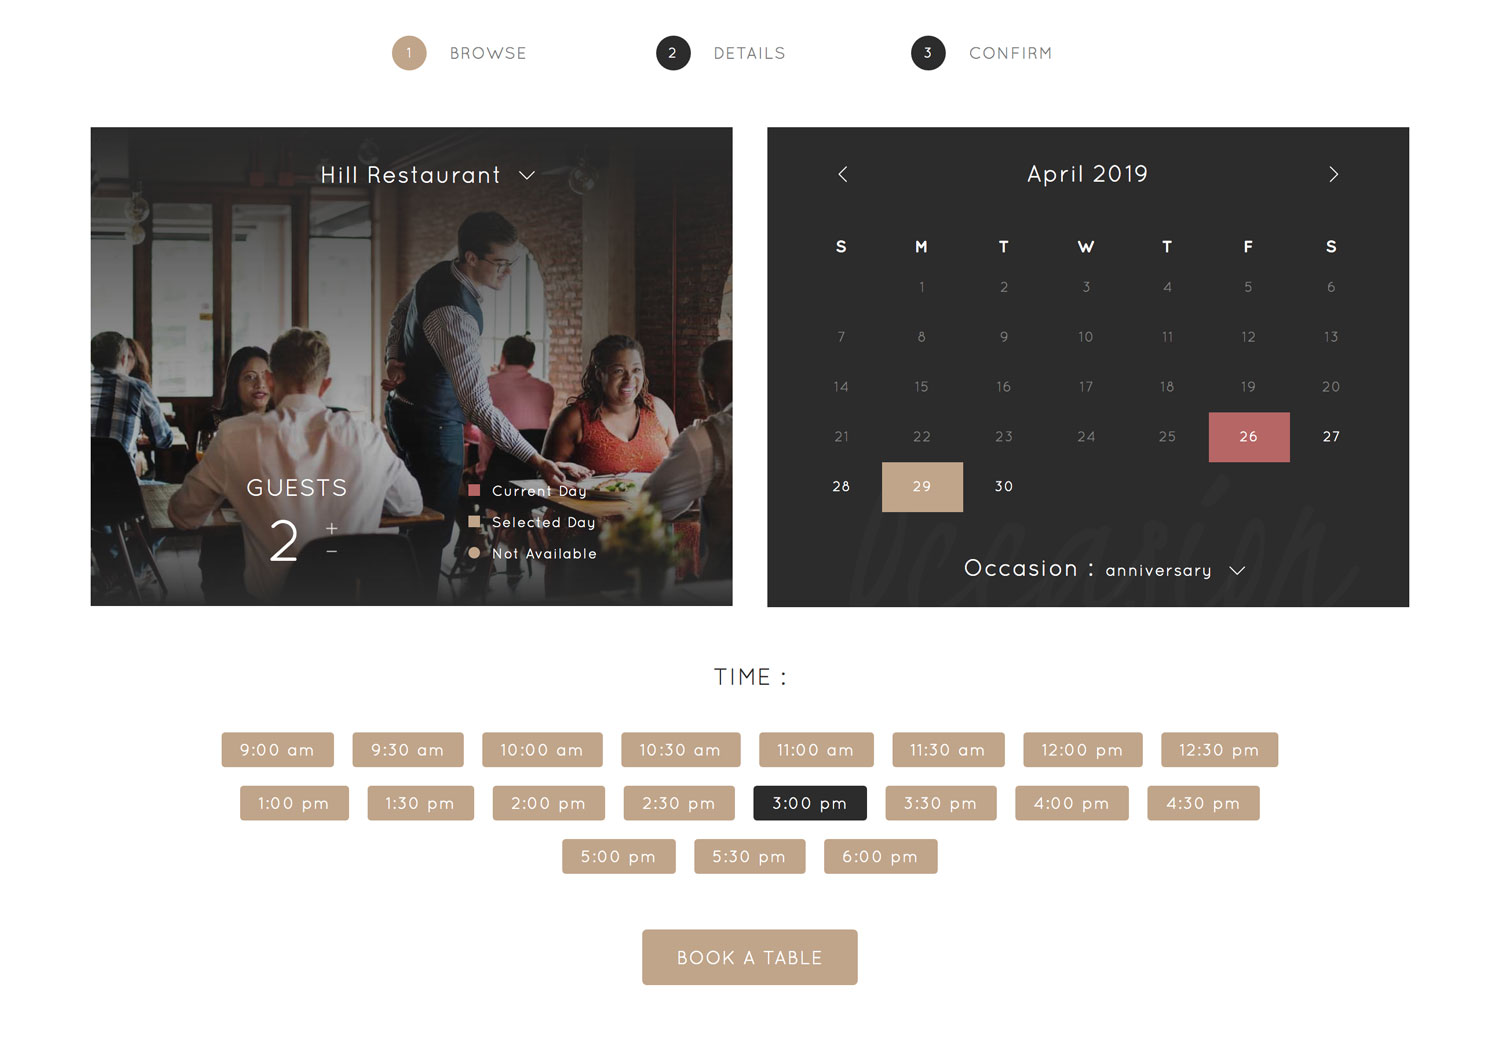 1 BROWSE 2 DETAILS 3 CONFIRM
Hill Restaurant
GUESTS
2 + −
Current Day
Selected Day
Not Available
April 2019
S M T W T F S
1 2 3 4 5 6
7 8 9 10 11 12 13
14 15 16 17 18 19 20
21 22 23 24 25 26 27
28 29 30
Occasion
Occasion : anniversary
TIME :
9:00 am 9:30 am 10:00 am 10:30 am 11:00 am 11:30 am 12:00 pm 12:30 pm
1:00 pm 1:30 pm 2:00 pm 2:30 pm 3:00 pm 3:30 pm 4:00 pm 4:30 pm
5:00 pm 5:30 pm 6:00 pm
BOOK A TABLE